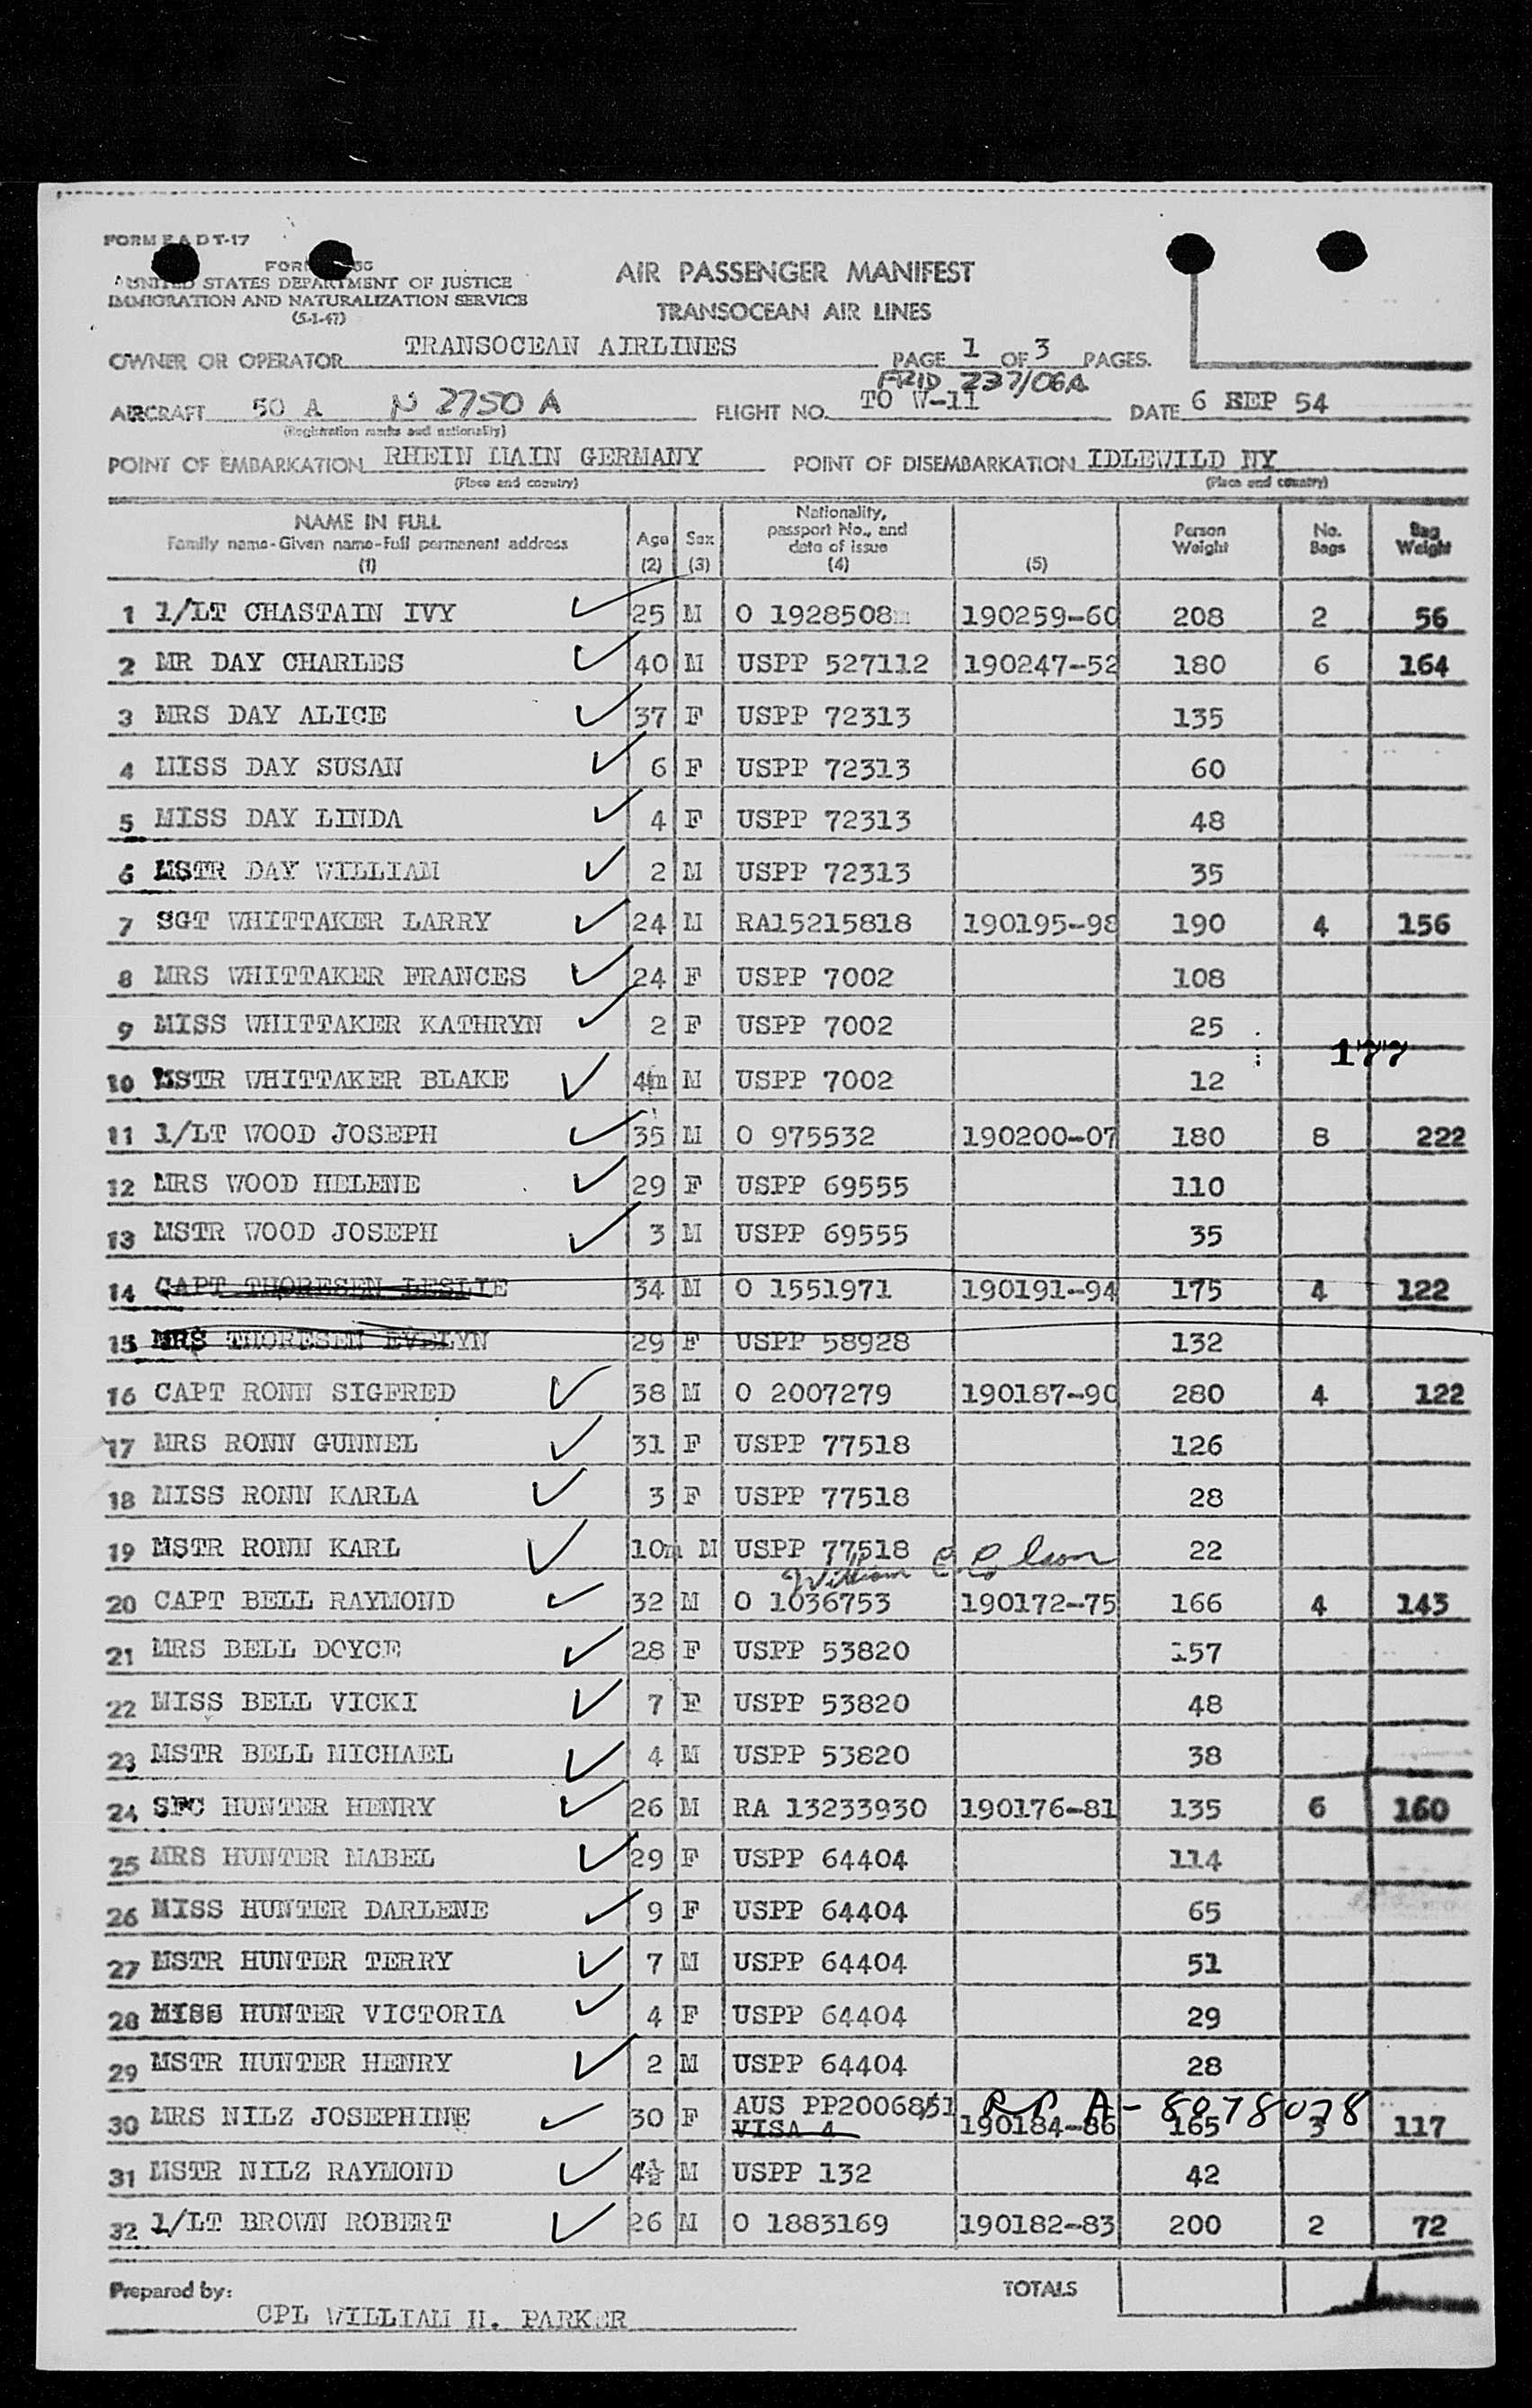 FORM F A D T-17
UNITED STATES DEPARTMENT OF JUSTICE
IMMIGRATION AND NATURALIZATION SERVICE
(5-1-47)
AIR PASSENGER MANIFEST
TRANSOCEAN AIR LINES
OWNER OR OPERATOR TRANSOCEAN AIRLINES PAGE 1 OF 3 PAGES.
AIRCRAFT 50 A N 2750 A FLIGHT NO. TO W-11 DATE 6 SEP 54
(Registration marks and nationality)
POINT OF EMBARKATION RHEIN MAIN GERMANY POINT OF DISEMBARKATION IDLEWILD NY
(Place and country) (Place and country)
NAME IN FULL Family name-Given name-Full permanent address (1) Age (2) Sex (3) Nationality, passport No., and date of issue (4) (5) Person Weight No. Bags Bag Weight
1 1/LT CHASTAIN IVY 25 M O 1928508 190259-60 208 2 56
2 MR DAY CHARLES 40 M USPP 527112 190247-52 180 6 164
3 MRS DAY ALICE 37 F USPP 72313 135
4 MISS DAY SUSAN 6 F USPP 72313 60
5 MISS DAY LINDA 4 F USPP 72313 48
6 MSTR DAY WILLIAM 2 M USPP 72313 35
7 SGT WHITTAKER LARRY 24 M RA15215818 190195-98 190 4 156
8 MRS WHITTAKER FRANCES 24 F USPP 7002 108
9 MISS WHITTAKER KATHRYN 2 F USPP 7002 25
177
10 MSTR WHITTAKER BLAKE 4m M USPP 7002 12
11 1/LT WOOD JOSEPH 35 M O 975532 190200-07 180 8 222
12 MRS WOOD HELENE 29 F USPP 69555 110
13 MSTR WOOD JOSEPH 3 M USPP 69555 35
14 CAPT THORESEN LESLIE 34 M O 1551971 190191-94 175 4 122
15 MRS THORESEN EVELYN 29 F USPP 58928 132
16 CAPT RONN SIGFRED 38 M O 2007279 190187-90 280 4 122
17 MRS RONN GUNNEL 31 F USPP 77518 126
18 MISS RONN KARLA 3 F USPP 77518 28
19 MSTR RONN KARL 10m M USPP 77518 22
William
20 CAPT BELL RAYMOND 32 M O 1036753 190172-75 166 4 143
21 MRS BELL DOYCE 28 F USPP 53820 157
22 MISS BELL VICKI 7 F USPP 53820 48
23 MSTR BELL MICHAEL 4 M USPP 53820 38
24 SFC HUNTER HENRY 26 M RA 13233930 190176-81 135 6 160
25 MRS HUNTER MABEL 29 F USPP 64404 114
26 MISS HUNTER DARLENE 9 F USPP 64404 65
27 MSTR HUNTER TERRY 7 M USPP 64404 51
28 MISS HUNTER VICTORIA 4 F USPP 64404 29
29 MSTR HUNTER HENRY 2 M USPP 64404 28
A-8078078
30 MRS NILZ JOSEPHINE 30 F AUS PP20068/51 VISA 4 190184-86 165 3 117
31 MSTR NILZ RAYMOND 4½ M USPP 132 42
32 1/LT BROWN ROBERT 26 M O 1883169 190182-83 200 2 72
Prepared by: TOTALS
CPL WILLIAM H. PARKER